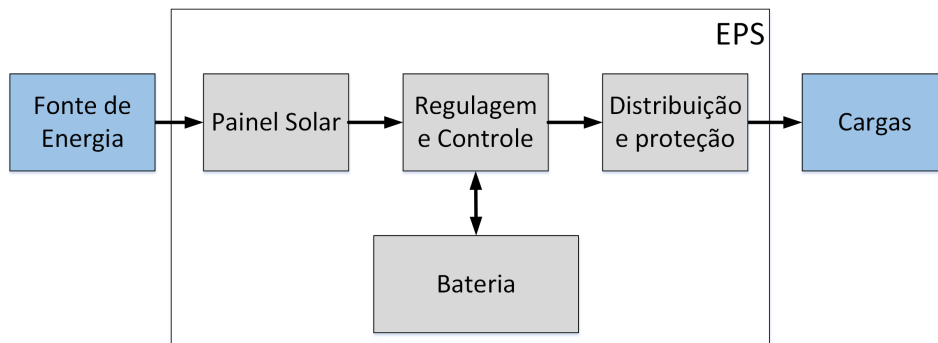 EPS
Fonte de
Energia
Painel Solar
Regulagem
e Controle
Distribuição
e proteção
Cargas
Bateria